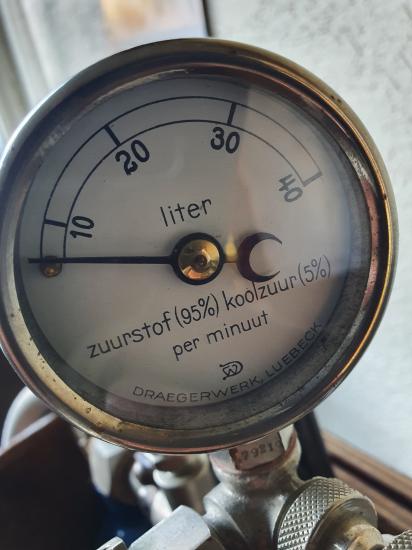 10
20
30
40
liter
zuurstof (95%) koolzuur (5%)
per minuut
DRAEGERWERK, LUEBECK